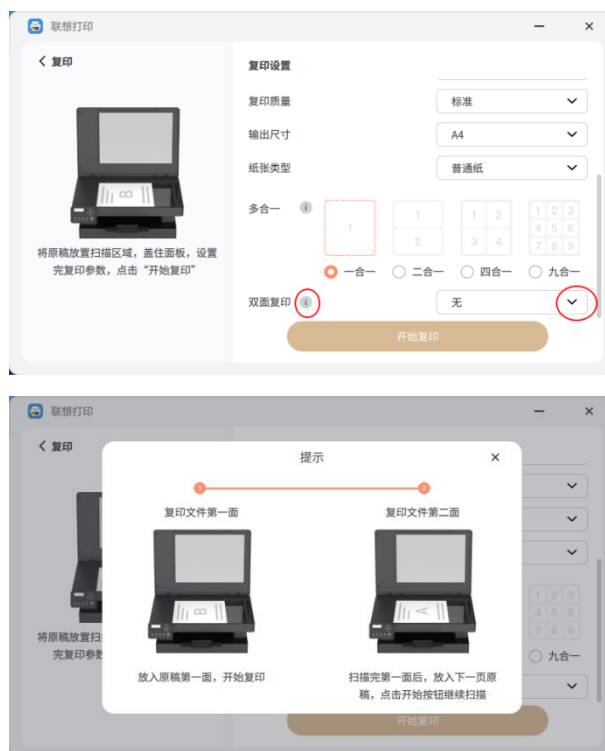 联想打印
复印
复印设置
复印质量
标准
输出尺寸
A4
纸张类型
普通纸
多合一
1
1
2
1 2
3 4
1 2 3
4 5 6
7 8 9
将原稿放置扫描区域，盖住面板，设置
完复印参数，点击“开始复印”
一合一
二合一
四合一
九合一
双面复印
无
开始复印
联想打印
复印
提示
1
2
复印文件第一面
复印文件第二面
B
A
1 2 3
4 5 6
7 8 9
将原稿放置扫
完复印参数
九合一
放入原稿第一面，开始复印
扫描完第一面后，放入下一页原
稿，点击开始按钮继续扫描
开始复印